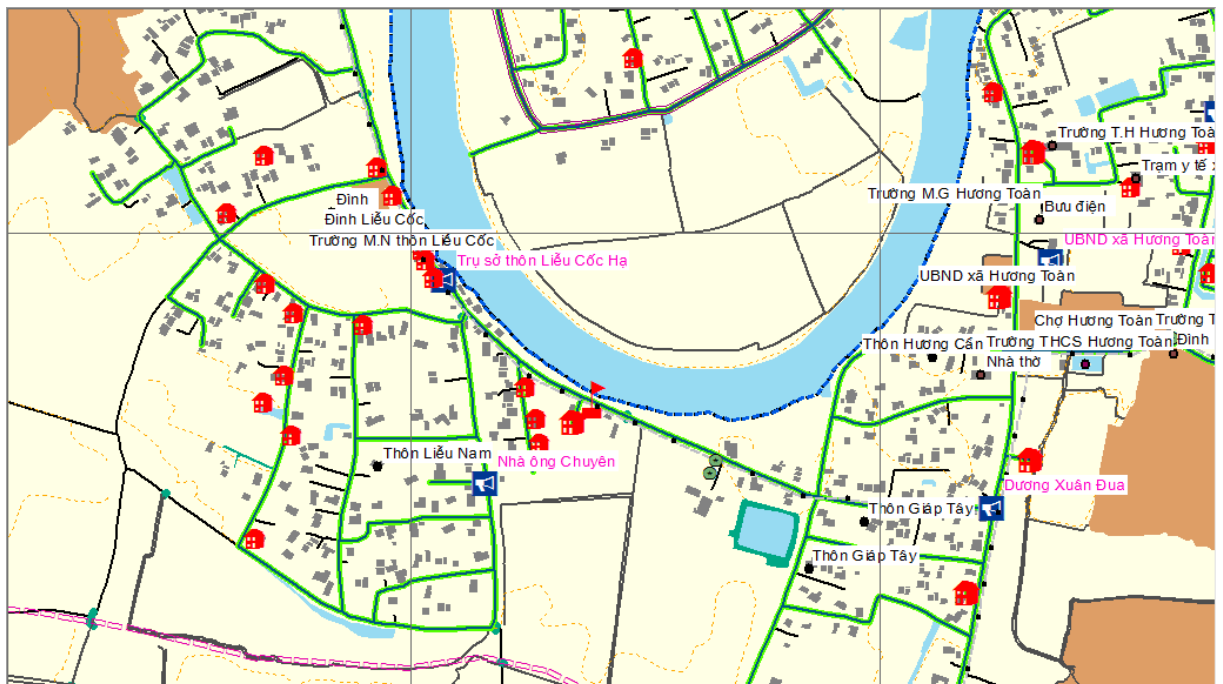 Trường T.H Hương Toà
Trạm y tế x
Trường M.G Hương Toàn
Đình
Bưu điện
Đình Liễu Cốc
Trường M.N thôn Liễu Cốc
UBND xã Hương Toàn
Trụ sở thôn Liễu Cốc Hạ
UBND xã Hương Toàn
Chợ Hương Toàn
Trường T
Thôn Hương Cần
Trường THCS Hương Toàn
Đình
Nhà thờ
Thôn Liễu Nam
Nhà ông Chuyên
Dương Xuân Đua
Thôn Giáp Tây
Thôn Giáp Tây